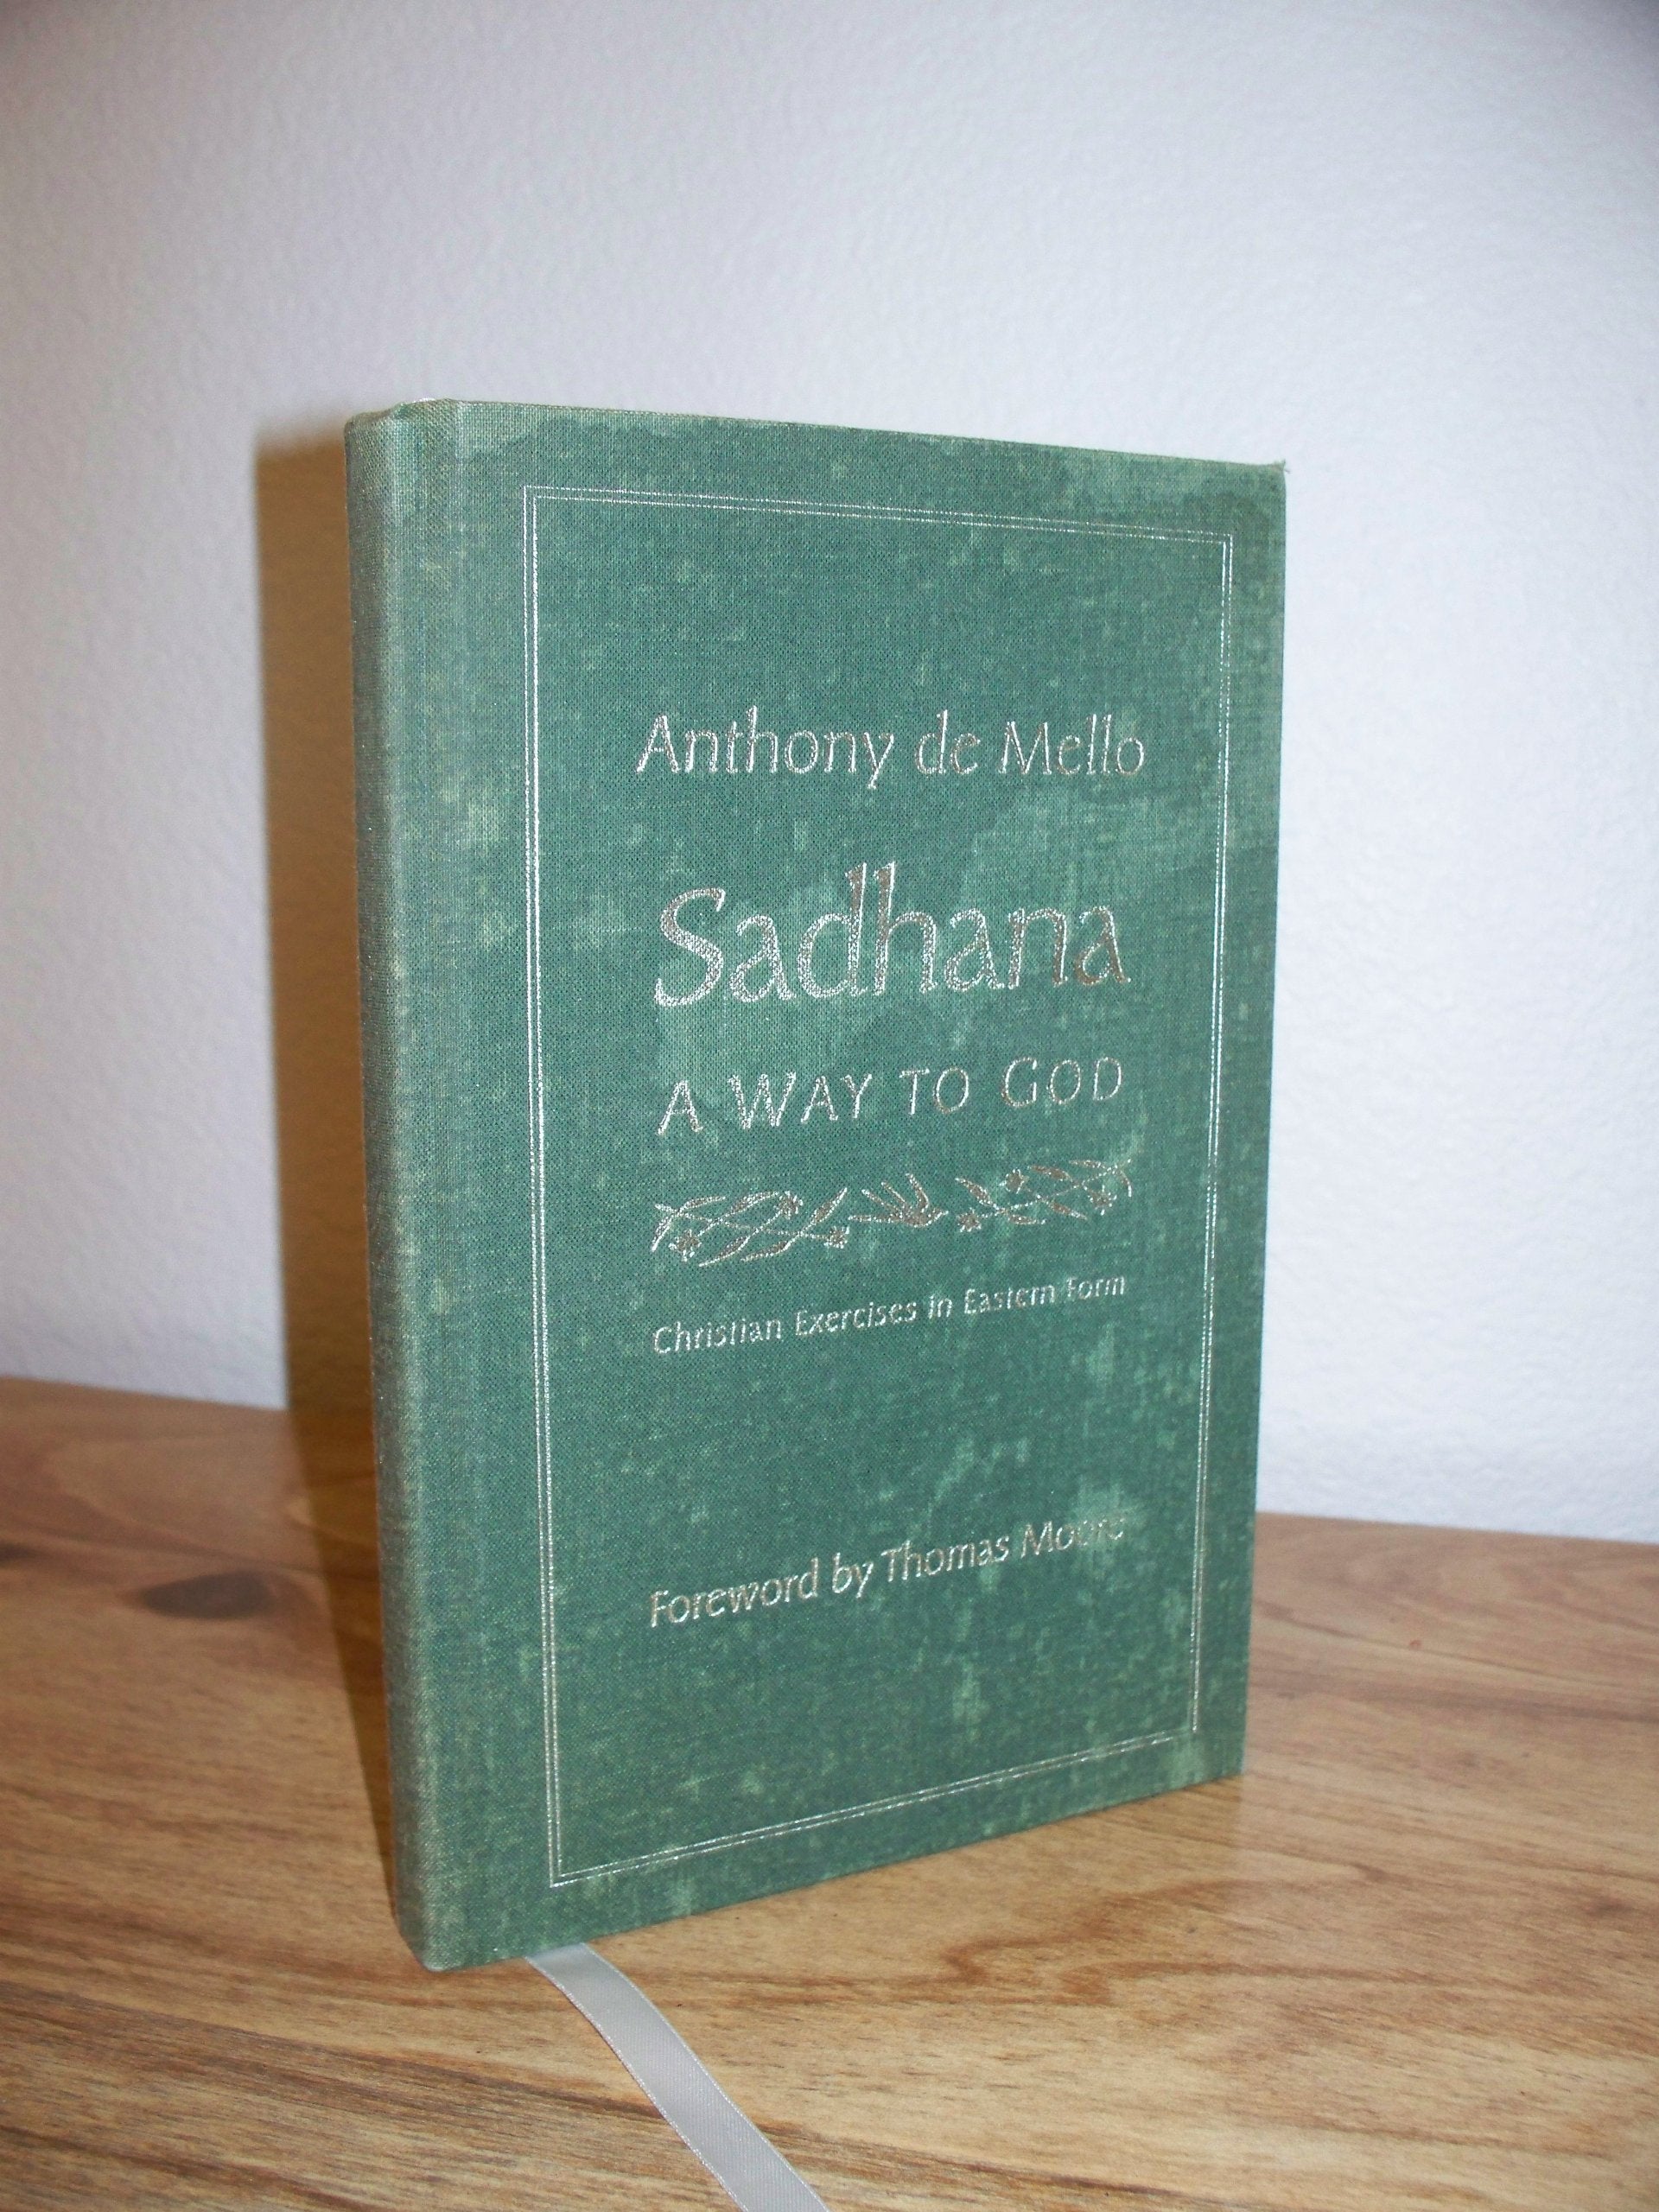 Anthony de Mello
Sadhana
A WAY TO GOD
Christian Exercises in Eastern Form
Foreword by Thomas Moore